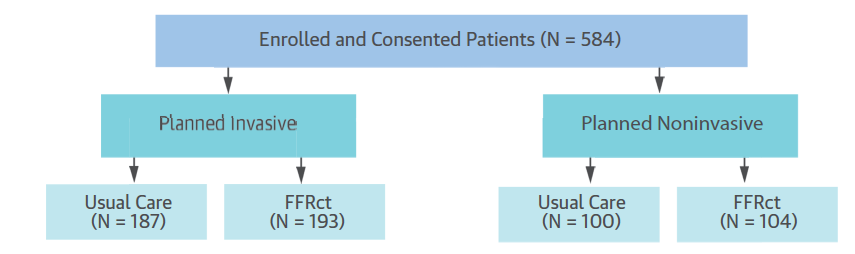 Enrolled and Consented Patients (N = 584)
Planned Invasive
Planned Noninvasive
Usual Care
(N = 187)
FFRct
(N = 193)
Usual Care
(N = 100)
FFRct
(N = 104)